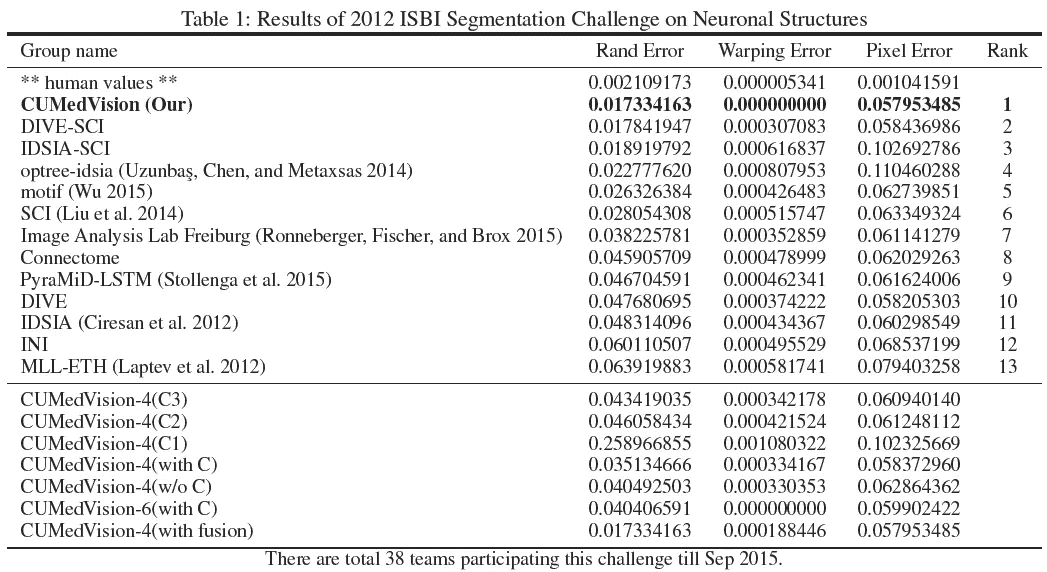 Table 1: Results of 2012 ISBI Segmentation Challenge on Neuronal Structures
Group name Rand Error Warping Error Pixel Error Rank
** human values ** 0.002109173 0.000005341 0.001041591
CUMedVision (Our) 0.017334163 0.000000000 0.057953485 1
DIVE-SCI 0.017841947 0.000307083 0.058436986 2
IDSIA-SCI 0.018919792 0.000616837 0.102692786 3
optree-idsia (Uzunbaş, Chen, and Metaxsas 2014) 0.022777620 0.000807953 0.110460288 4
motif (Wu 2015) 0.026326384 0.000426483 0.062739851 5
SCI (Liu et al. 2014) 0.028054308 0.000515747 0.063349324 6
Image Analysis Lab Freiburg (Ronneberger, Fischer, and Brox 2015) 0.038225781 0.000352859 0.061141279 7
Connectome 0.045905709 0.000478999 0.062029263 8
PyraMiD-LSTM (Stollenga et al. 2015) 0.046704591 0.000462341 0.061624006 9
DIVE 0.047680695 0.000374222 0.058205303 10
IDSIA (Ciresan et al. 2012) 0.048314096 0.000434367 0.060298549 11
INI 0.060110507 0.000495529 0.068537199 12
MLL-ETH (Laptev et al. 2012) 0.063919883 0.000581741 0.079403258 13
CUMedVision-4(C3) 0.043419035 0.000342178 0.060940140
CUMedVision-4(C2) 0.046058434 0.000421524 0.061248112
CUMedVision-4(C1) 0.258966855 0.001080322 0.102325669
CUMedVision-4(with C) 0.035134666 0.000334167 0.058372960
CUMedVision-4(w/o C) 0.040492503 0.000330353 0.062864362
CUMedVision-6(with C) 0.040406591 0.000000000 0.059902422
CUMedVision-4(with fusion) 0.017334163 0.000188446 0.057953485
There are total 38 teams participating this challenge till Sep 2015.